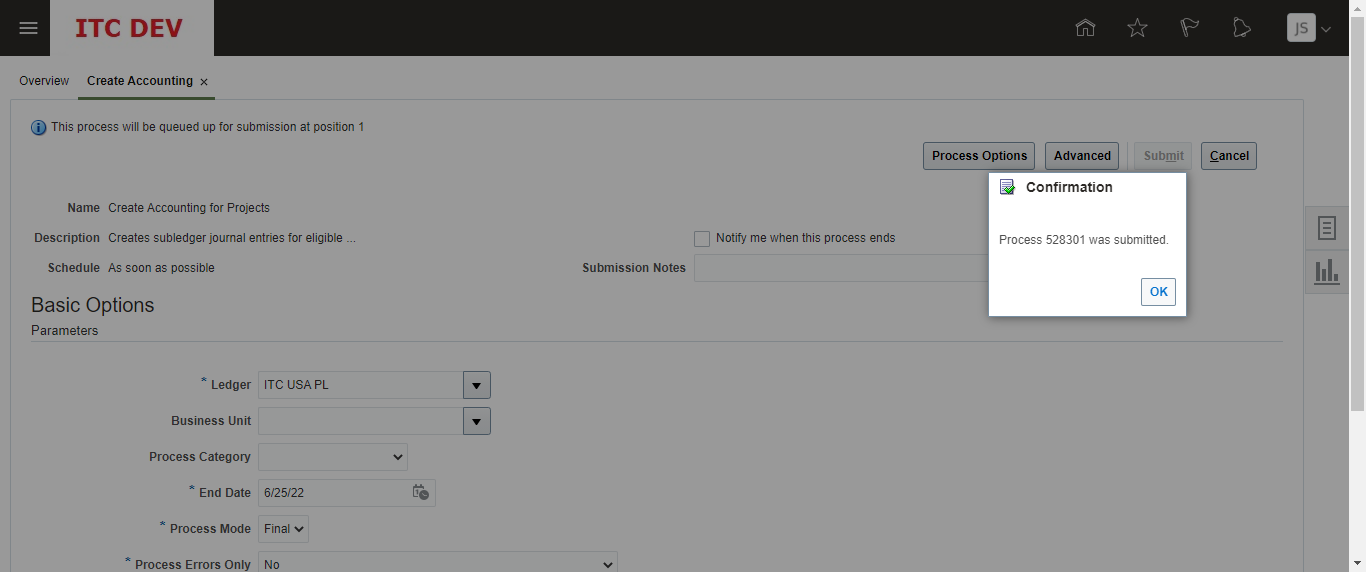 ITC DEV
JS
Overview Create Accounting ×
This process will be queued up for submission at position 1
Process Options Advanced Submit Cancel
Confirmation
Process 528301 was submitted.
OK
Name Create Accounting for Projects
Description Creates subledger journal entries for eligible ...
Notify me when this process ends
Schedule As soon as possible
Submission Notes
Basic Options
Parameters
* Ledger ITC USA PL
Business Unit
Process Category
* End Date 6/25/22
* Process Mode Final
* Process Errors Only No